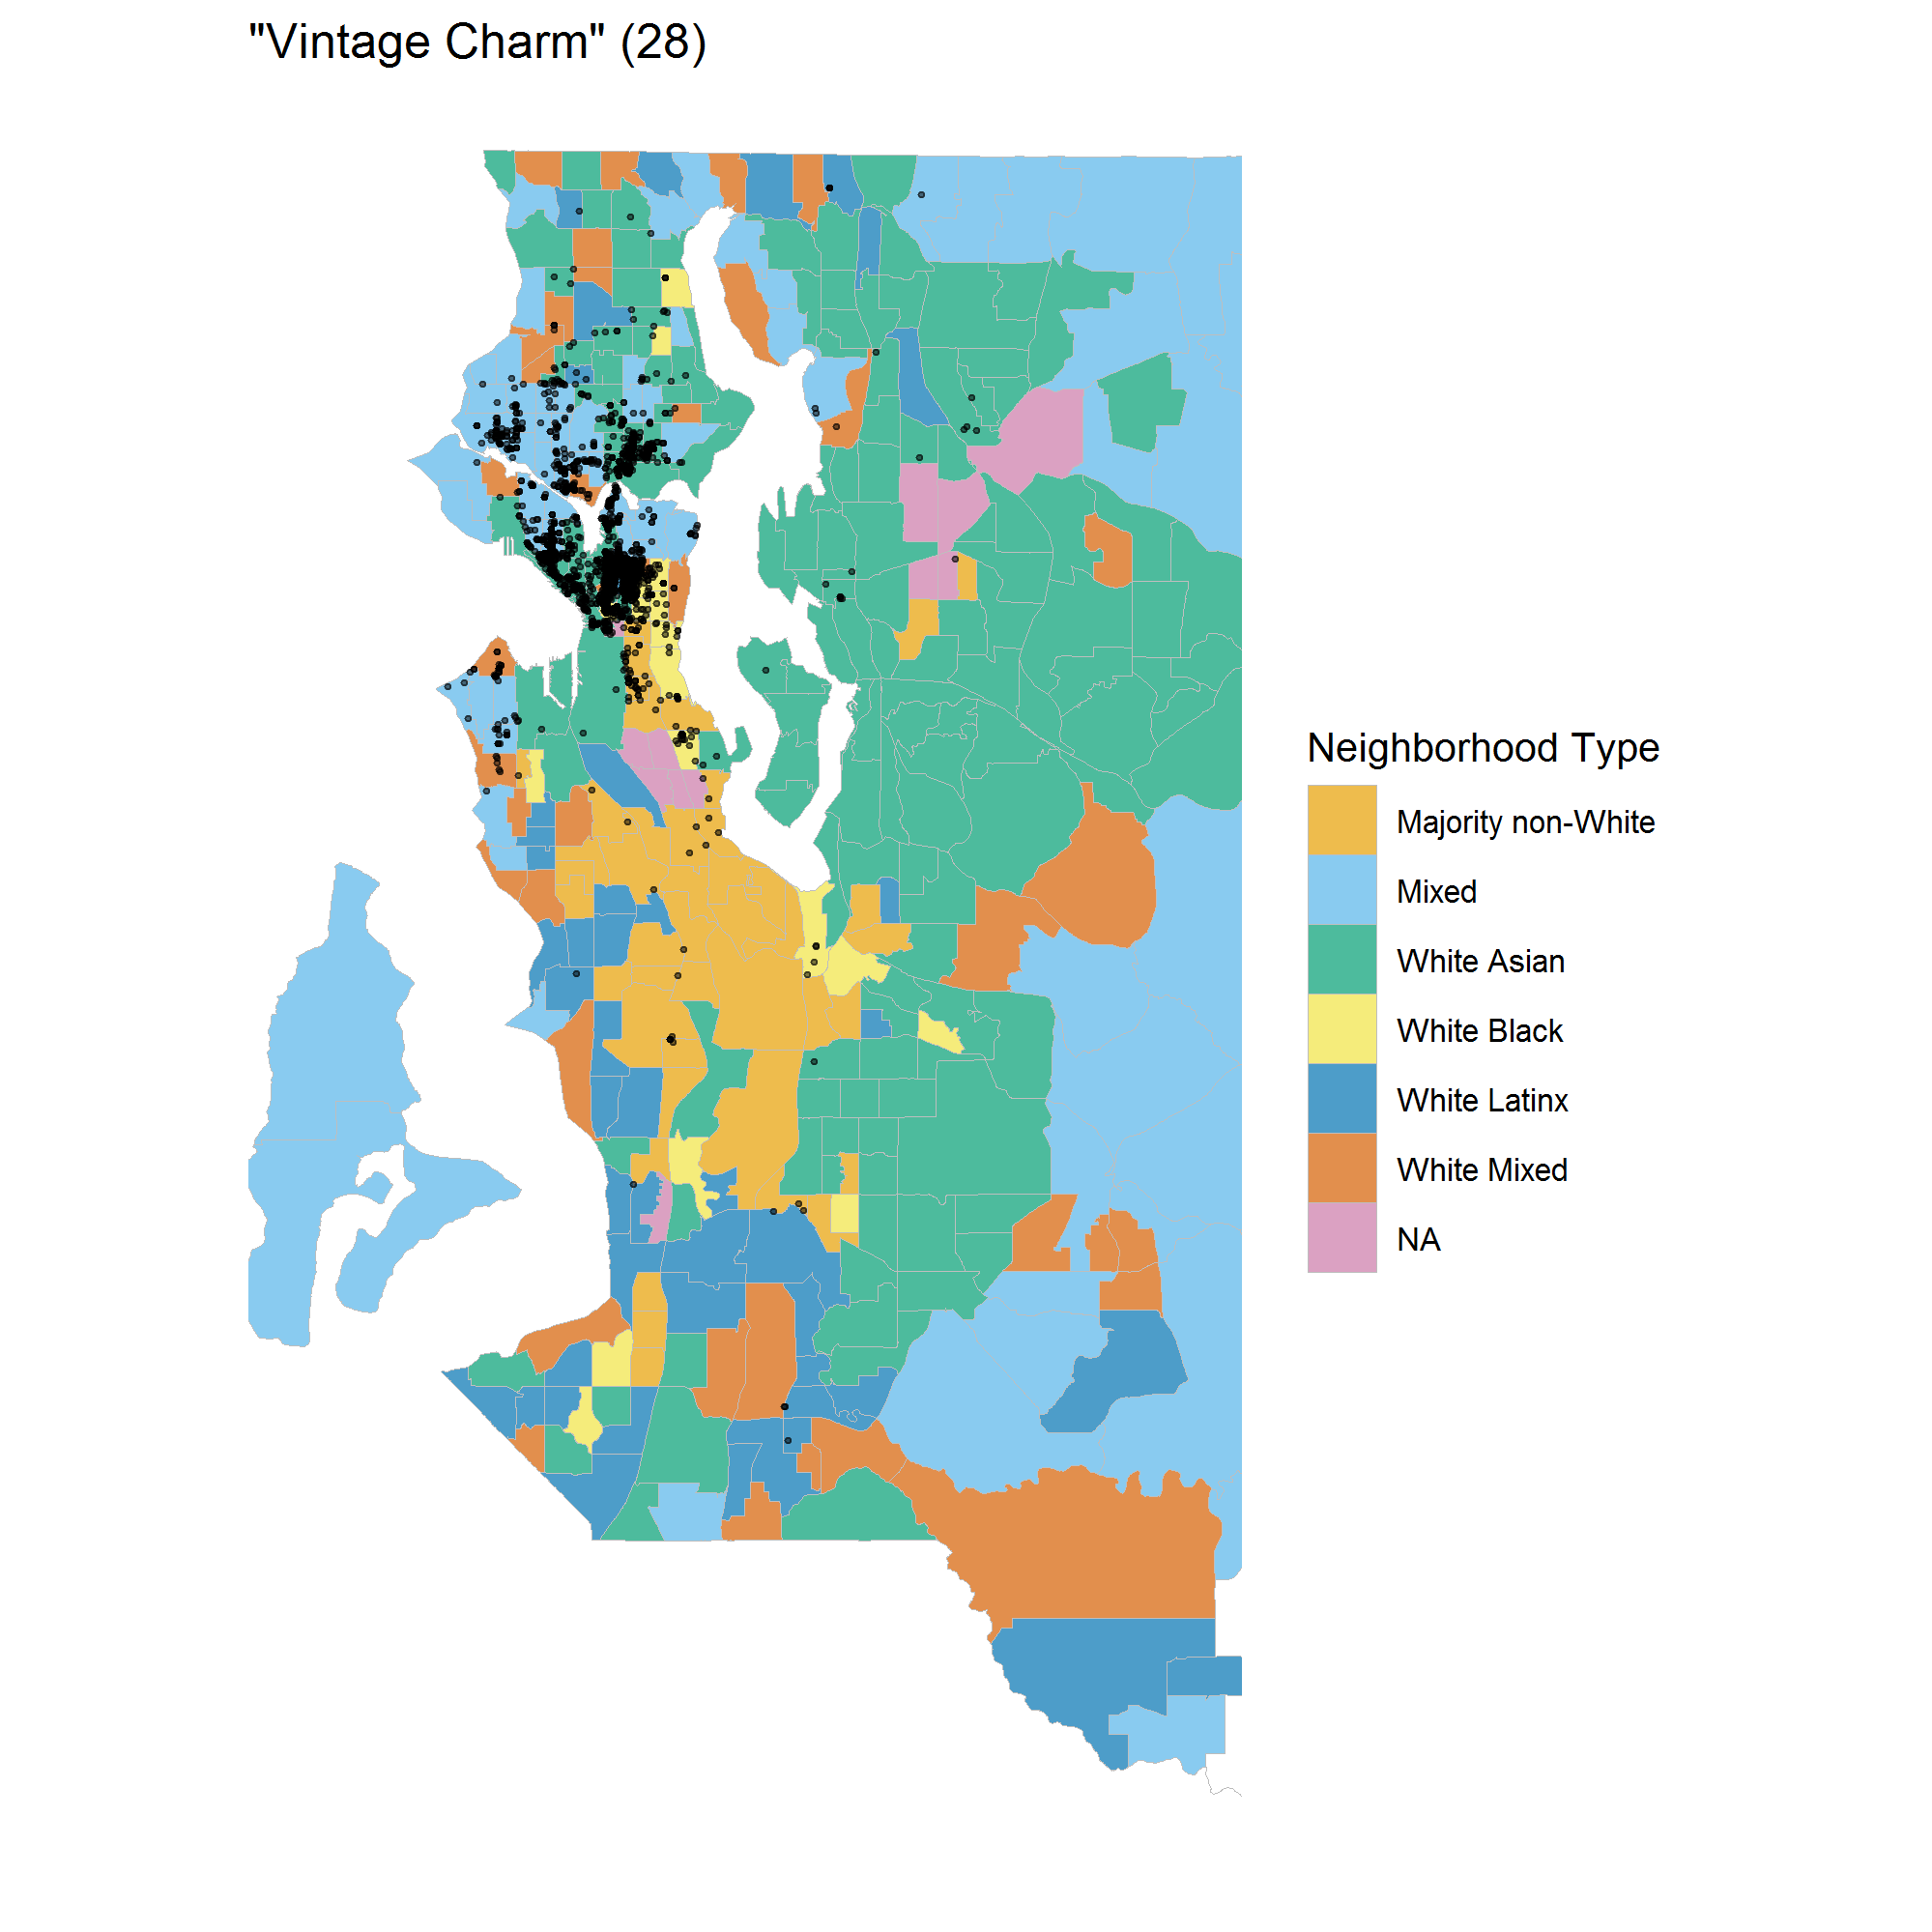 "Vintage Charm" (28)
Neighborhood Type
Majority non-White
Mixed
White Asian
White Black
White Latinx
White Mixed
NA